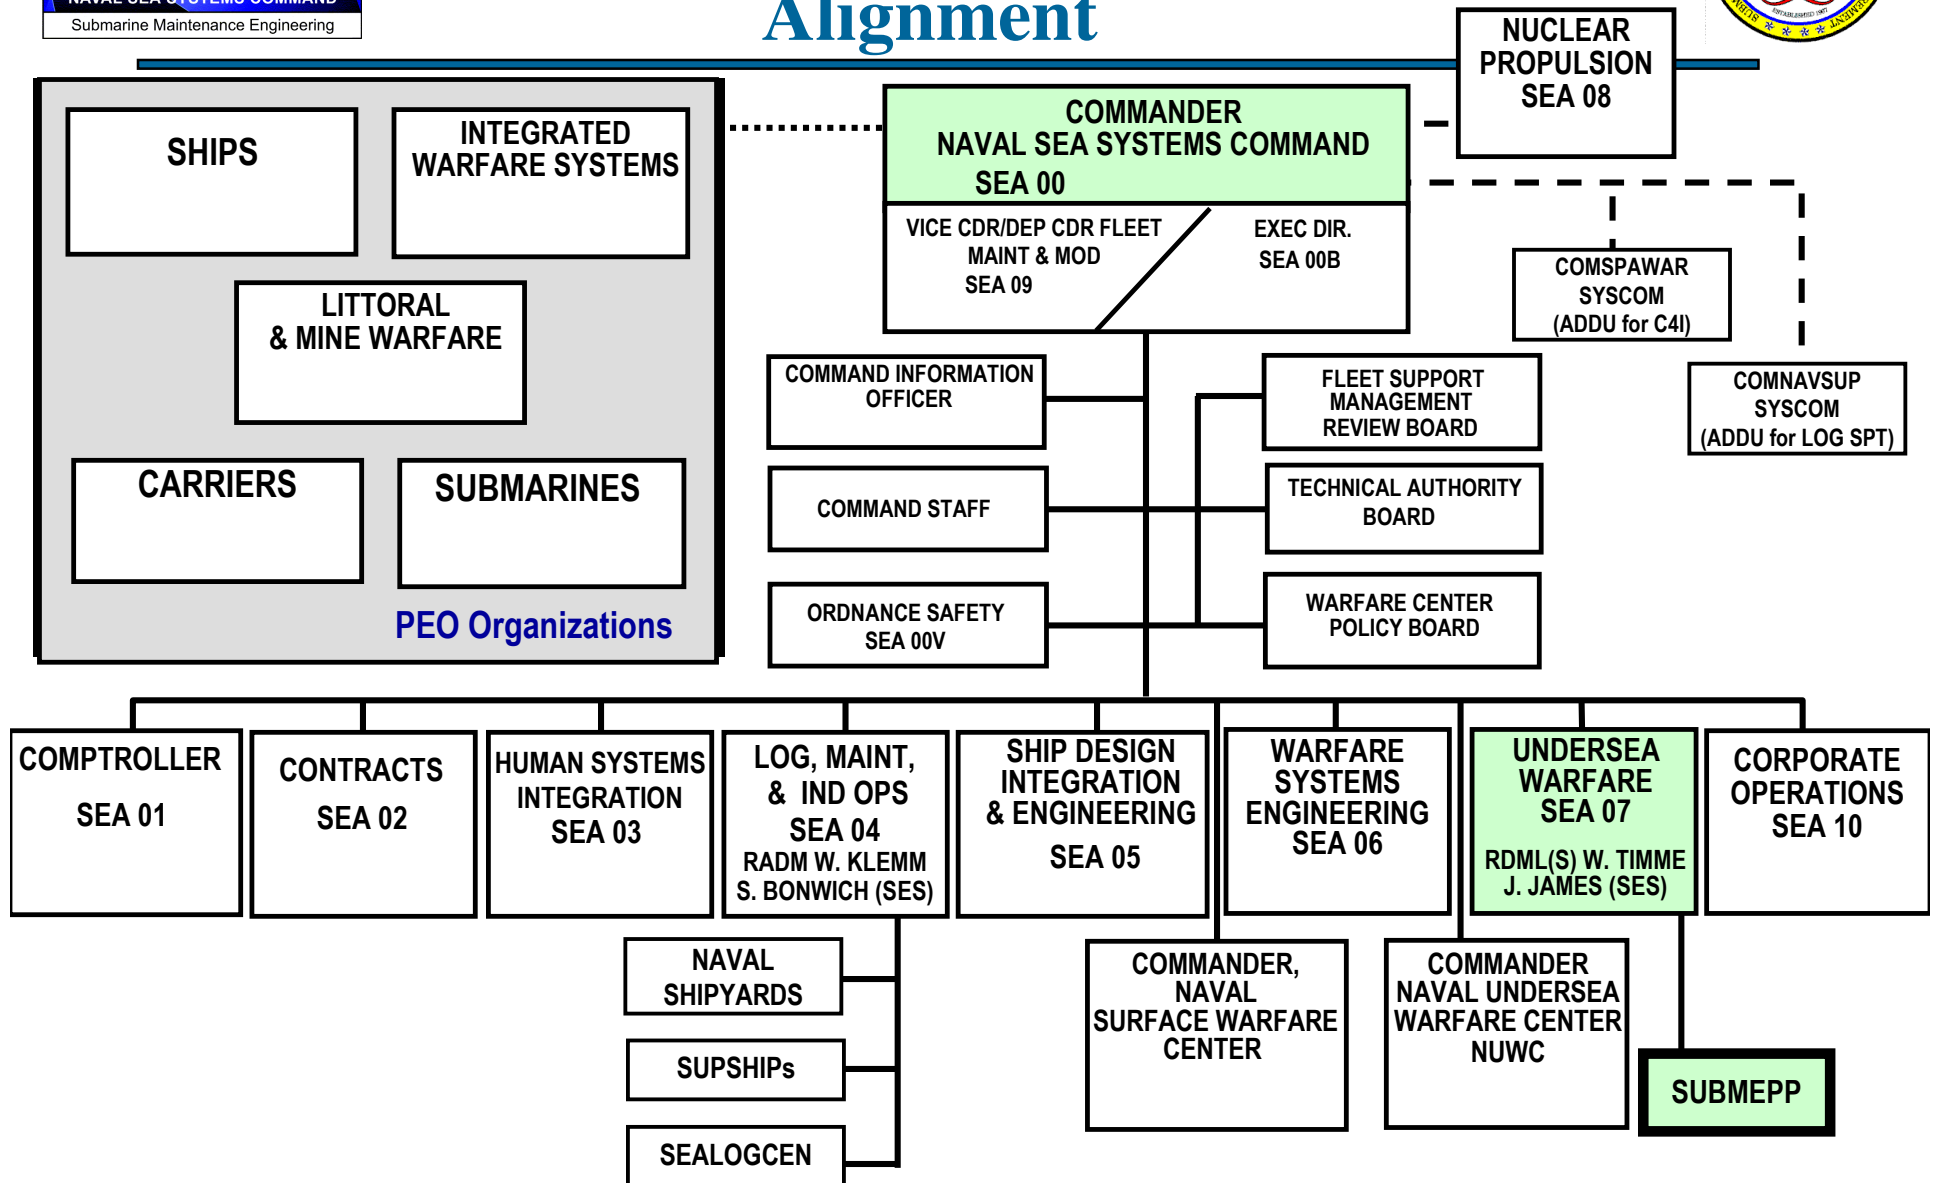 NAVAL SEA SYSTEMS COMMAND
Submarine Maintenance Engineering
Alignment
ESTABLISHED 1967
NUCLEAR
PROPULSION
SEA 08
SHIPS
INTEGRATED
WARFARE SYSTEMS
LITTORAL
& MINE WARFARE
CARRIERS
SUBMARINES
PEO Organizations
COMMANDER
NAVAL SEA SYSTEMS COMMAND
SEA 00
VICE CDR/DEP CDR FLEET
MAINT & MOD
SEA 09
EXEC DIR.
SEA 00B
COMSPAWAR
SYSCOM
(ADDU for C4I)
COMNAVSUP
SYSCOM
(ADDU for LOG SPT)
COMMAND INFORMATION
OFFICER
FLEET SUPPORT
MANAGEMENT
REVIEW BOARD
COMMAND STAFF
TECHNICAL AUTHORITY
BOARD
ORDNANCE SAFETY
SEA 00V
WARFARE CENTER
POLICY BOARD
COMPTROLLER
SEA 01
CONTRACTS
SEA 02
HUMAN SYSTEMS
INTEGRATION
SEA 03
LOG, MAINT,
& IND OPS
SEA 04
RADM W. KLEMM
S. BONWICH (SES)
SHIP DESIGN
INTEGRATION
& ENGINEERING
SEA 05
WARFARE
SYSTEMS
ENGINEERING
SEA 06
UNDERSEA
WARFARE
SEA 07
RDML(S) W. TIMME
J. JAMES (SES)
CORPORATE
OPERATIONS
SEA 10
NAVAL
SHIPYARDS
SUPSHIPs
SEALOGCEN
COMMANDER,
NAVAL
SURFACE WARFARE
CENTER
COMMANDER
NAVAL UNDERSEA
WARFARE CENTER
NUWC
SUBMEPP